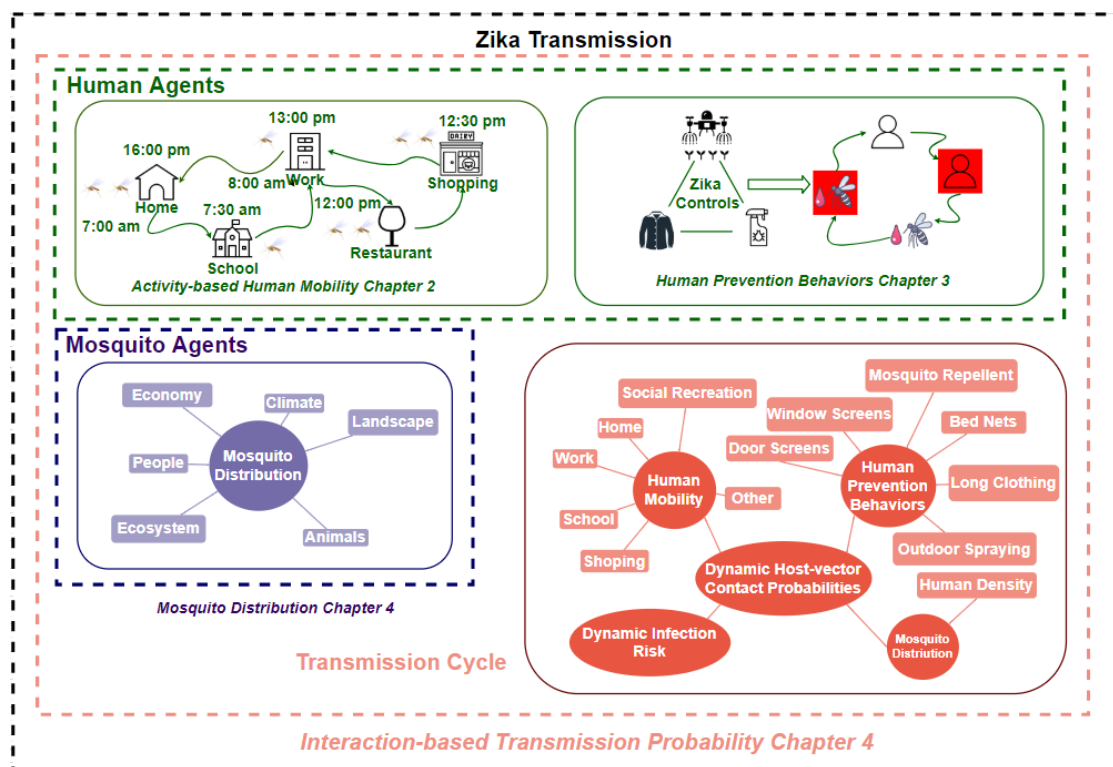 Zika Transmission
Human Agents
13:00 pm
12:30 pm
16:00 pm
DAIRY
8:00 am
Work
Shopping
Home
7:30 am
12:00 pm
7:00 am
School
Restaurant
Activity-based Human Mobility Chapter 2
Zika
Controls
Human Prevention Behaviors Chapter 3
Mosquito Agents
Economy
Climate
Landscape
People
Mosquito
Distribution
Ecosystem
Animals
Mosquito Distribution Chapter 4
Social Recreation
Home
Work
Human
Mobility
Other
School
Shoping
Mosquito Repellent
Window Screens
Bed Nets
Door Screens
Human
Prevention
Behaviors
Long Clothing
Outdoor Spraying
Dynamic Host-vector
Contact Probabilities
Human Density
Dynamic Infection
Risk
Mosquito
Distriution
Transmission Cycle
Interaction-based Transmission Probability Chapter 4